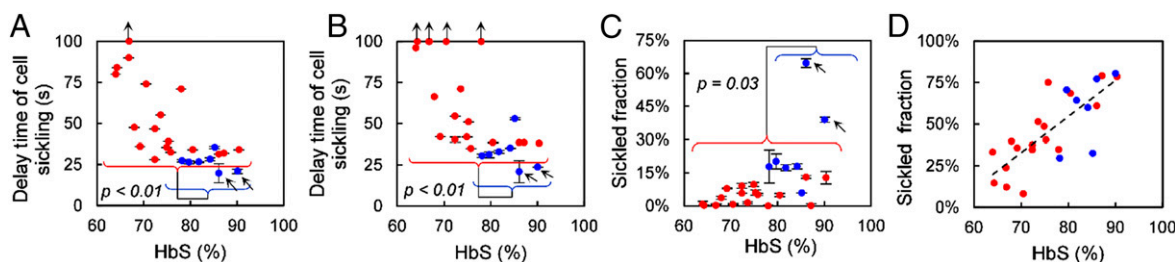 A
Delay time of cell
sickling (s)
100
75
50
25
0
p < 0.01
60 70 80 90 100
HbS (%)
B
Delay time of cell
sickling (s)
100
75
50
25
0
p < 0.01
60 70 80 90 100
HbS (%)
C
Sickled fraction
75%
60%
45%
30%
15%
0%
p = 0.03
60 70 80 90 100
HbS (%)
D
Sickled fraction
100%
75%
50%
25%
0%
60 70 80 90 100
HbS (%)